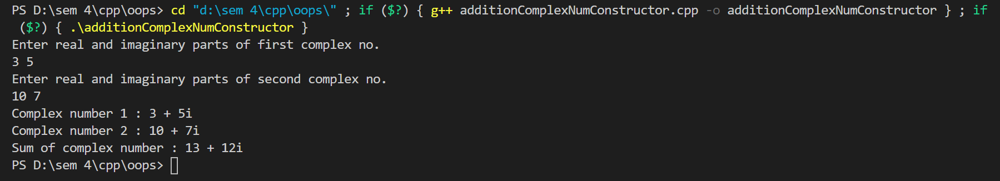 PS D:\sem 4\cpp\oops> cd "d:\sem 4\cpp\oops\" ; if ($?) { g++ additionComplexNumConstructor.cpp -o additionComplexNumConstructor } ; if
 ($?) { .\additionComplexNumConstructor }
Enter real and imaginary parts of first complex no.
3 5
Enter real and imaginary parts of second complex no.
10 7
Complex number 1 : 3 + 5i
Complex number 2 : 10 + 7i
Sum of complex number : 13 + 12i
PS D:\sem 4\cpp\oops>